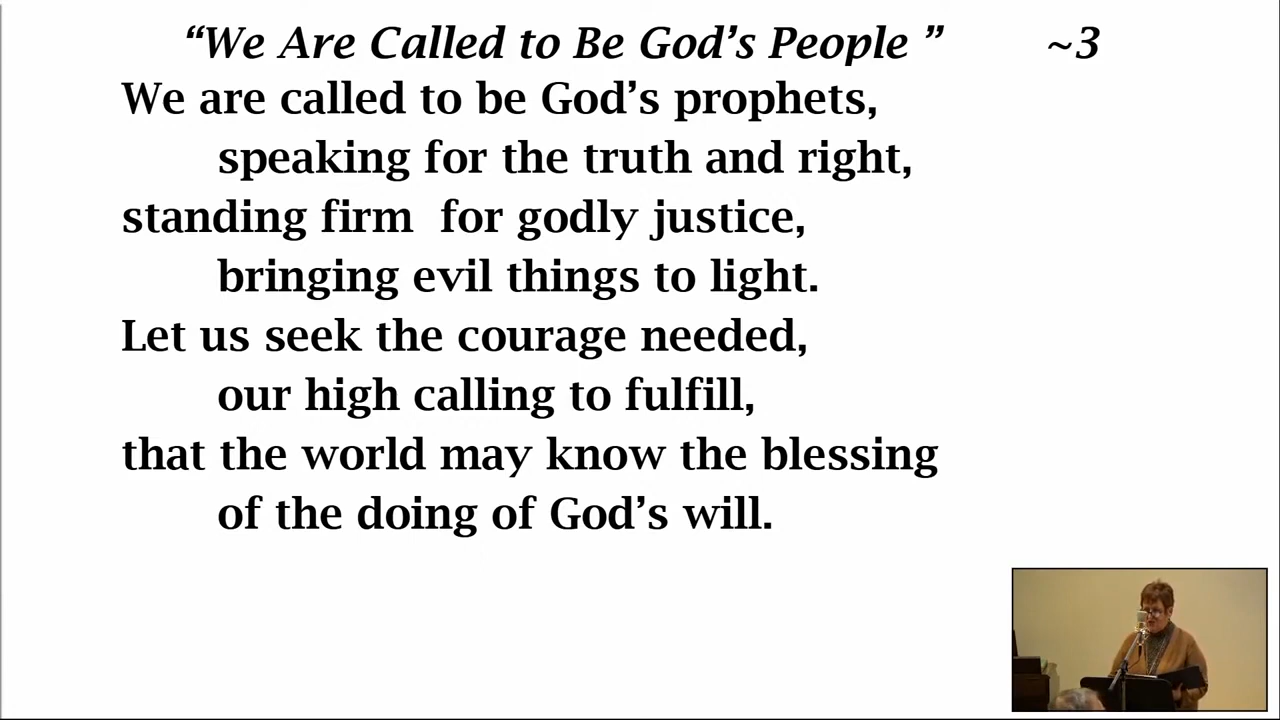 “We Are Called to Be God’s People ” ~3
We are called to be God’s prophets,
speaking for the truth and right,
standing firm  for godly justice,
bringing evil things to light.
Let us seek the courage needed,
our high calling to fulfill,
that the world may know the blessing
of the doing of God’s will.